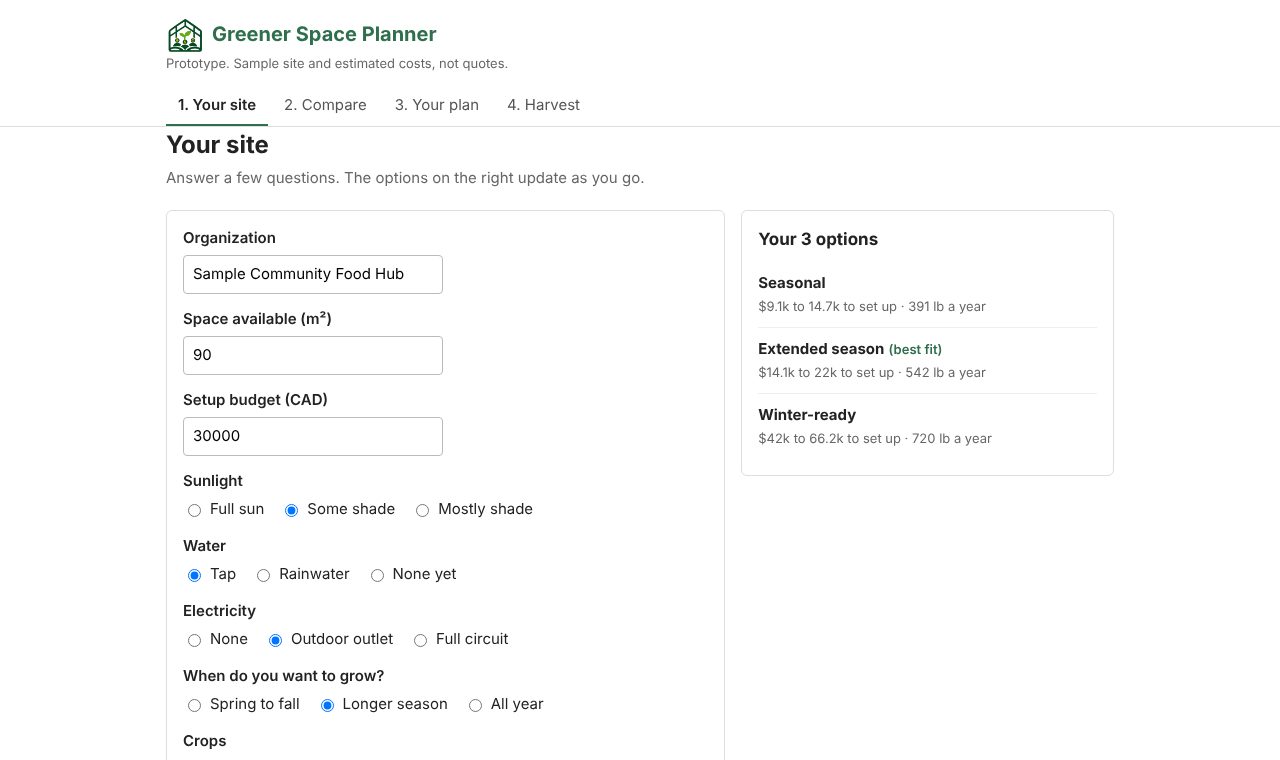 Greener Space Planner
Prototype. Sample site and estimated costs, not quotes.
1. Your site 2. Compare 3. Your plan 4. Harvest
Your site
Answer a few questions. The options on the right update as you go.
Organization
Sample Community Food Hub
Space available (m²)
90
Setup budget (CAD)
30000
Sunlight
Full sun Some shade Mostly shade
Water
Tap Rainwater None yet
Electricity
None Outdoor outlet Full circuit
When do you want to grow?
Spring to fall Longer season All year
Crops
Your 3 options
Seasonal
$9.1k to 14.7k to set up · 391 lb a year
Extended season (best fit)
$14.1k to 22k to set up · 542 lb a year
Winter-ready
$42k to 66.2k to set up · 720 lb a year